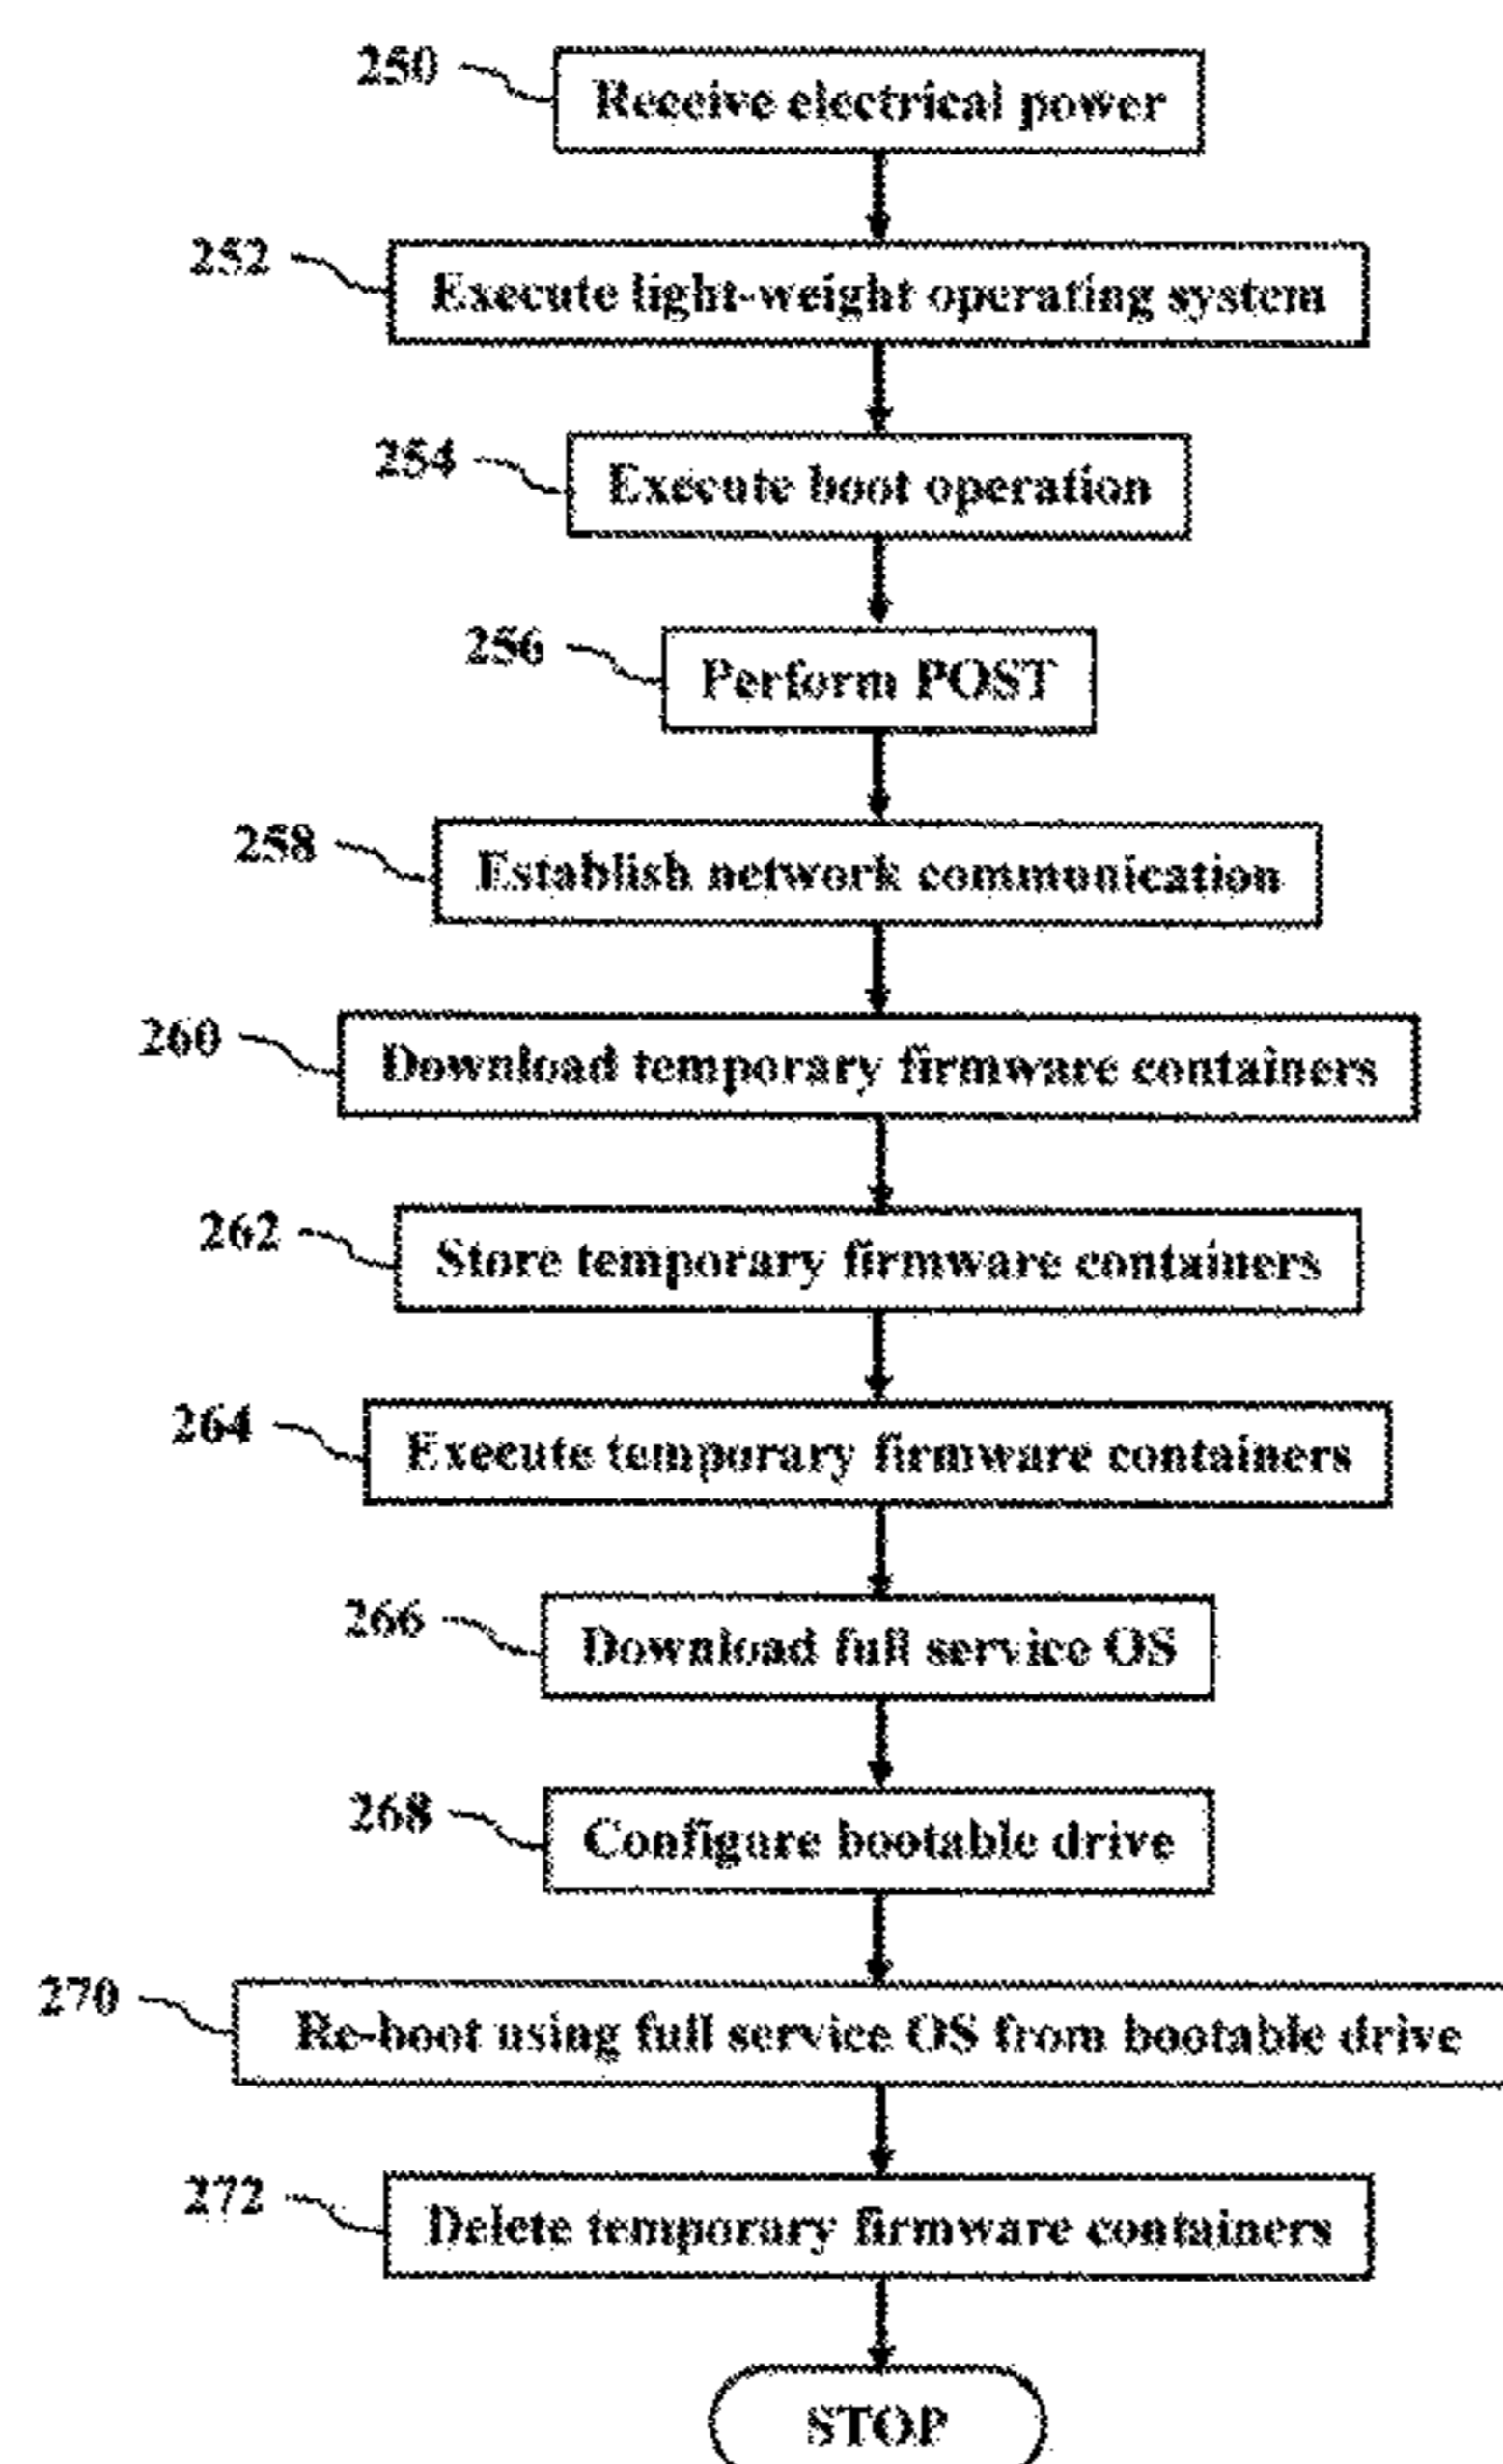 250
Receive electrical power
252
Execute light-weight operating system
254
Execute boot operation
256
Perform POST
258
Establish network communication
260
Download temporary firmware containers
262
Store temporary firmware containers
264
Execute temporary firmware containers
266
Download full service OS
268
Configure bootable drive
270
Re-boot using full service OS from bootable drive
272
Delete temporary firmware containers
STOP